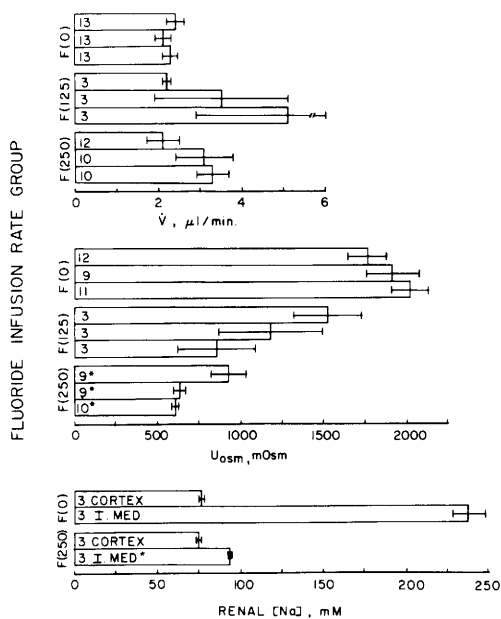 FLUORIDE INFUSION RATE GROUP
F(0)
13
13
13
F(125)
3
3
3
F(250)
12
10
10
0 2 4 6
V̇ , μl/min.
F(0)
12
9
11
F(125)
3
3
3
F(250)
9*
9*
10*
0 500 1000 1500 2000
Uosm, mOsm
F(0)
3 CORTEX
3 I. MED
F(250)
3 CORTEX
3 I. MED*
0 50 100 150 200 250
RENAL [Na] , mM